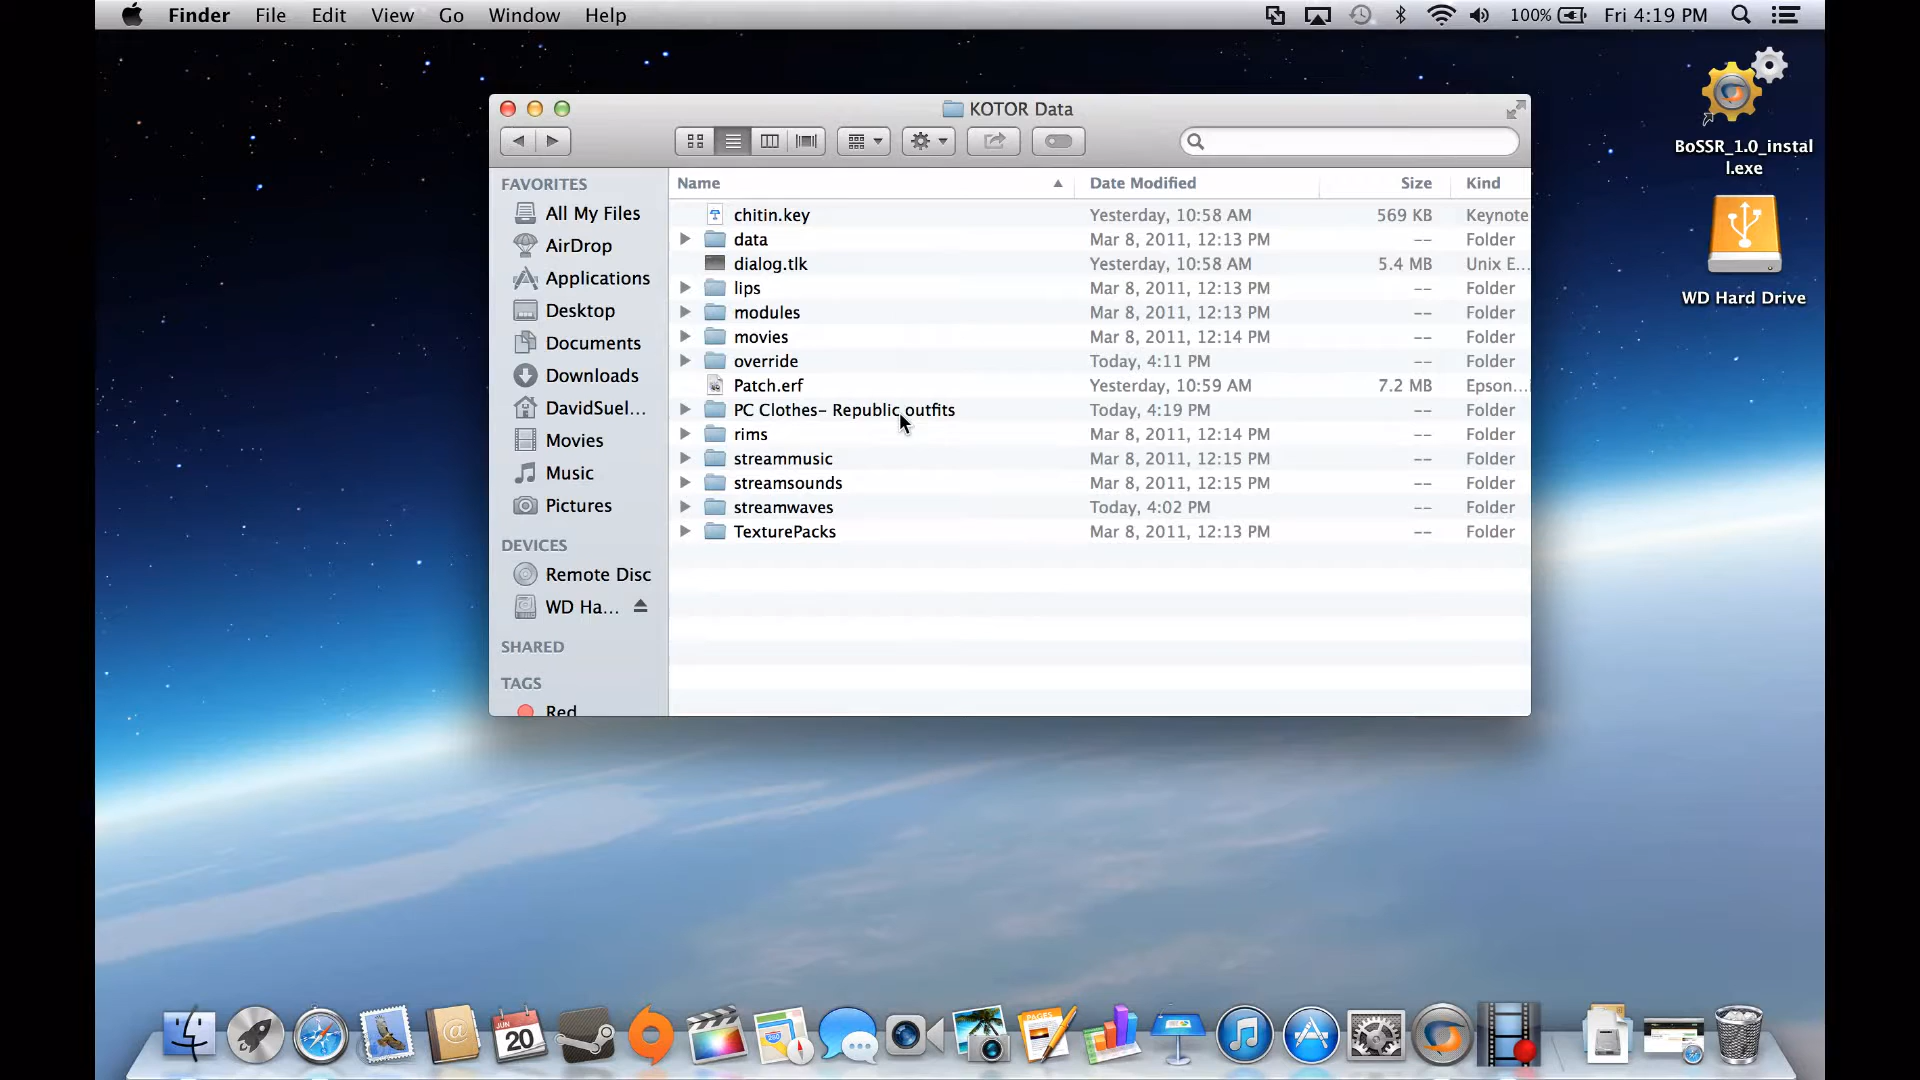 Finder File Edit View Go Window Help 100% Fri 4:19 PM
BoSSR_1.0_instal
l.exe
WD Hard Drive
KOTOR Data
FAVORITES
All My Files
AirDrop
Applications
Desktop
Documents
Downloads
DavidSuel...
Movies
Music
Pictures
DEVICES
Remote Disc
WD Ha...
SHARED
TAGS
Red
Name Date Modified Size Kind
chitin.key Yesterday, 10:58 AM 569 KB Keynote
data Mar 8, 2011, 12:13 PM -- Folder
dialog.tlk Yesterday, 10:58 AM 5.4 MB Unix E...
lips Mar 8, 2011, 12:13 PM -- Folder
modules Mar 8, 2011, 12:13 PM -- Folder
movies Mar 8, 2011, 12:14 PM -- Folder
override Today, 4:11 PM -- Folder
Patch.erf Yesterday, 10:59 AM 7.2 MB Epson...
PC Clothes- Republic outfits Today, 4:19 PM -- Folder
rims Mar 8, 2011, 12:14 PM -- Folder
streammusic Mar 8, 2011, 12:15 PM -- Folder
streamsounds Mar 8, 2011, 12:15 PM -- Folder
streamwaves Today, 4:02 PM -- Folder
TexturePacks Mar 8, 2011, 12:13 PM -- Folder
JUN
20
PAGES
280